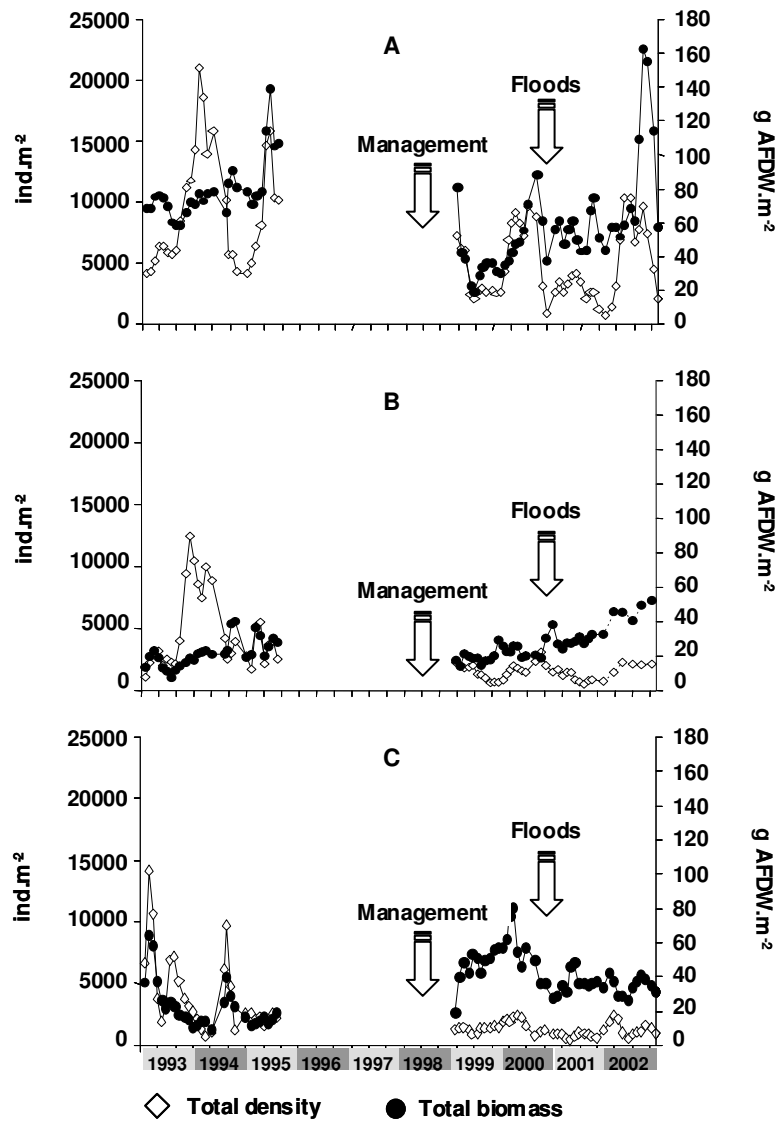 A
25000
20000
15000
10000
5000
0
ind.m-2
180
160
140
120
100
80
60
40
20
0
g AFDW.m-2
Management
Floods
B
25000
20000
15000
10000
5000
0
ind.m-2
180
160
140
120
100
80
60
40
20
0
g AFDW.m-2
Management
Floods
C
25000
20000
15000
10000
5000
0
ind.m-2
180
160
140
120
100
80
60
40
20
0
g AFDW.m-2
Management
Floods
1993 1994 1995 1996 1997 1998 1999 2000 2001 2002
Total density Total biomass